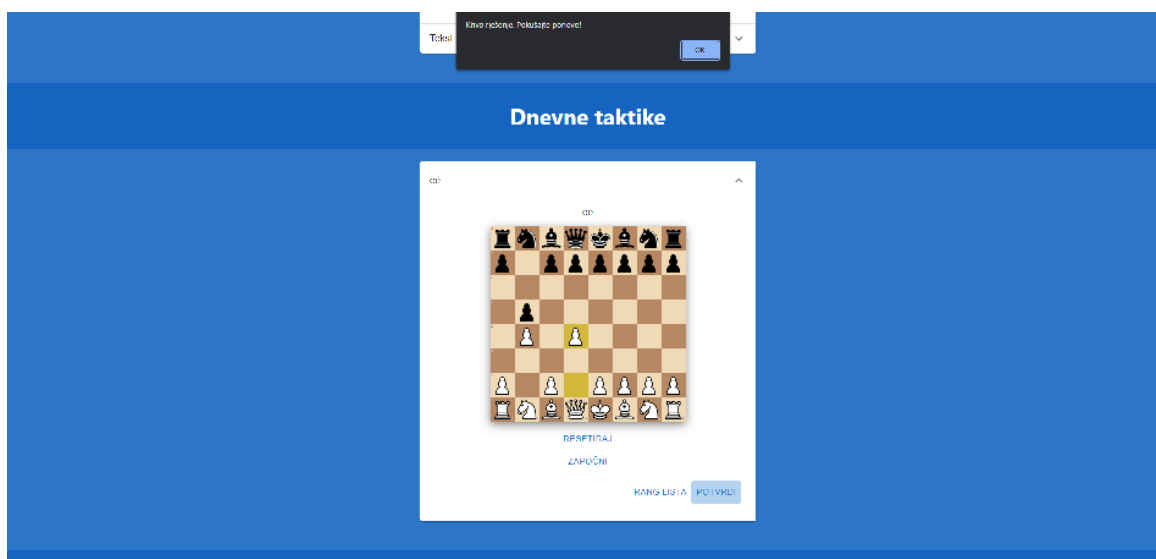 Krivo rješenje. Pokušajte ponovo!
Tekst
OK
Dnevne taktike
RESETIRAJ
ZAPOČNI
RANG LISTA POTVRDI